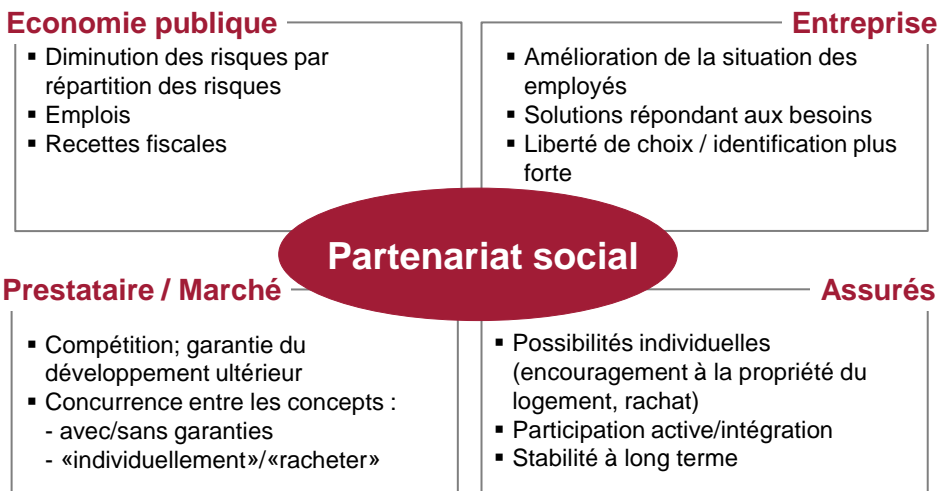 Economie publique
▪ Diminution des risques par
répartition des risques
▪ Emplois
▪ Recettes fiscales
Entreprise
▪ Amélioration de la situation des
employés
▪ Solutions répondant aux besoins
▪ Liberté de choix / identification plus
forte
Partenariat social
Prestataire / Marché
▪ Compétition; garantie du
développement ultérieur
▪ Concurrence entre les concepts :
- avec/sans garanties
- «individuellement»/«racheter»
Assurés
▪ Possibilités individuelles
(encouragement à la propriété du
logement, rachat)
▪ Participation active/intégration
▪ Stabilité à long terme